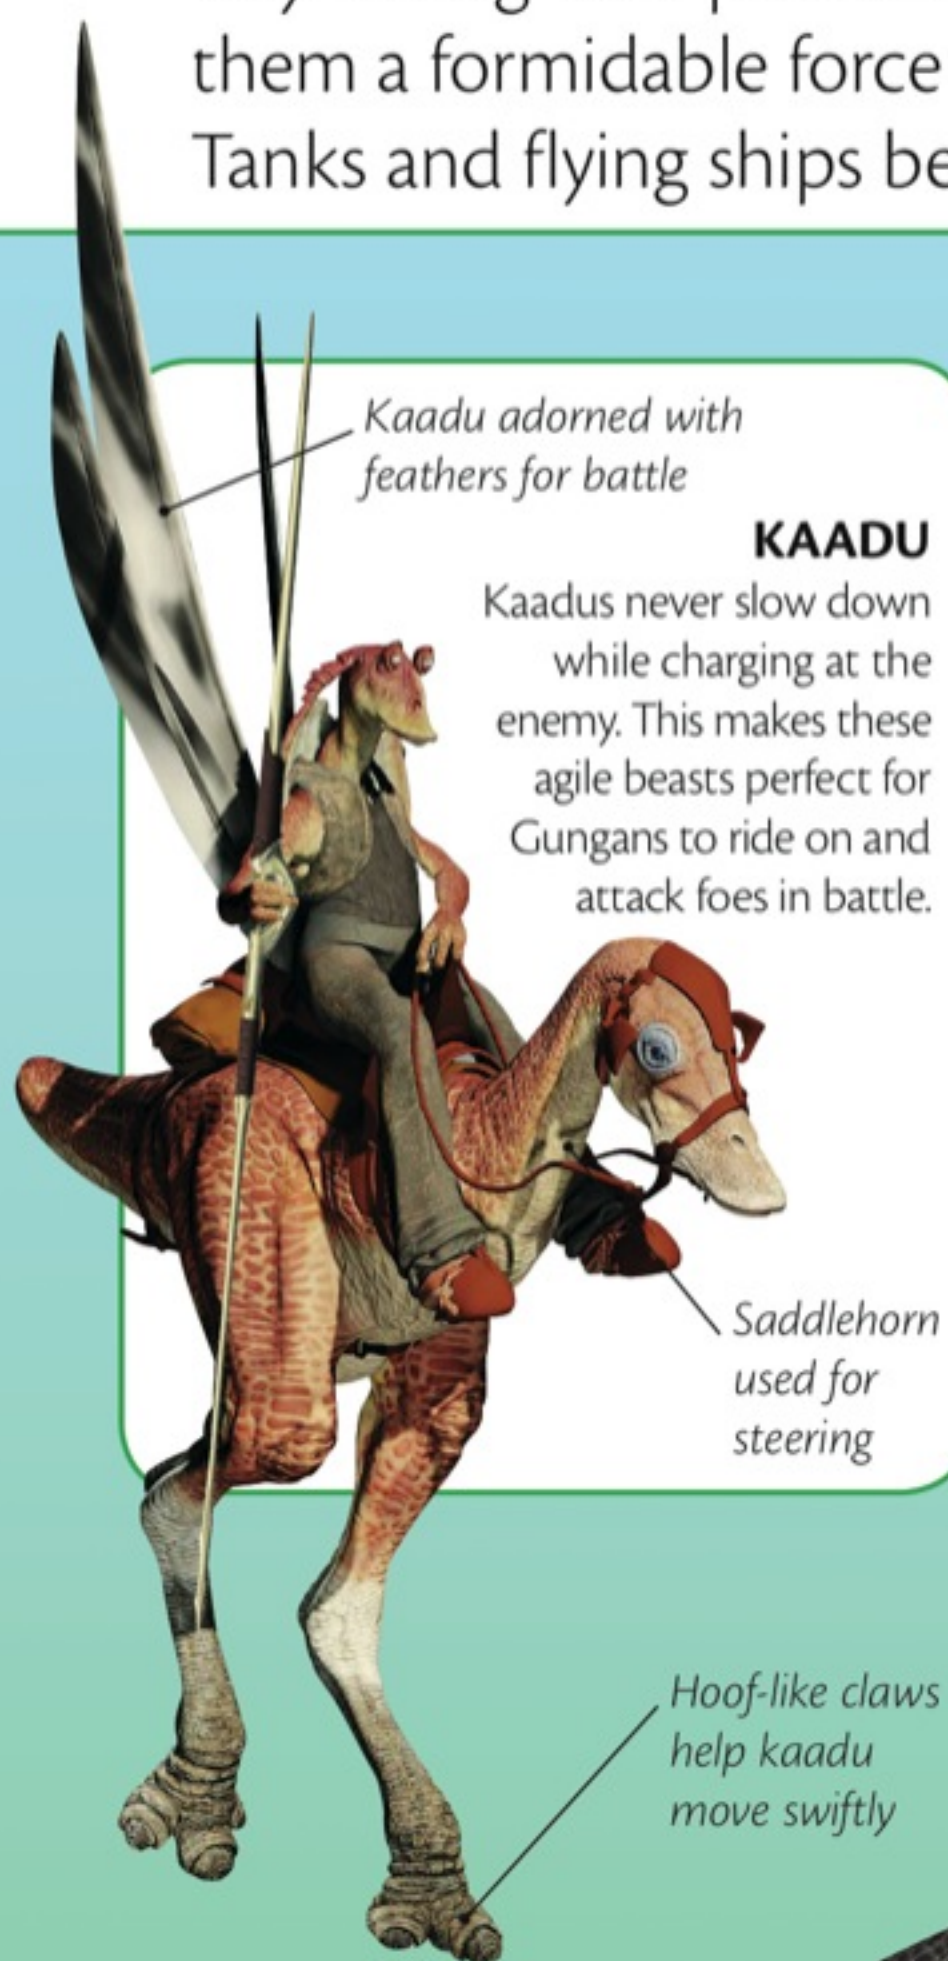 them a formidable force
Tanks and flying ships
Kaadu adorned with
feathers for battle
KAADU
Kaadus never slow down
while charging at the
enemy. This makes these
agile beasts perfect for
Gungans to ride on and
attack foes in battle.
Saddlehorn
used for
steering
Hoof-like claws
help kaadu
move swiftly